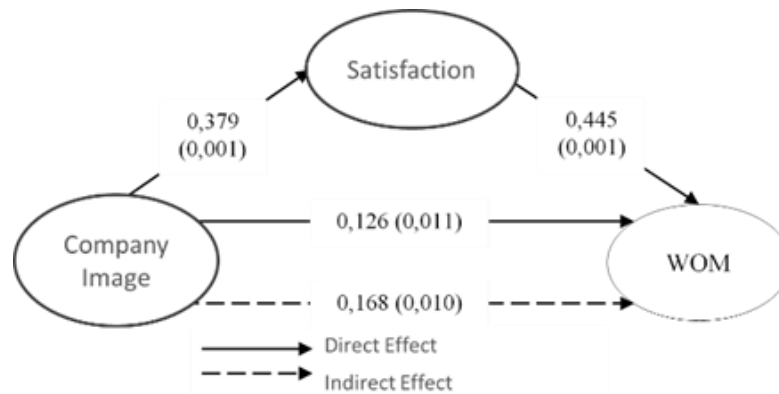 Satisfaction
0,379
(0,001)
0,445
(0,001)
0,126 (0,011)
Company
Image
WOM
0,168 (0,010)
Direct Effect
Indirect Effect